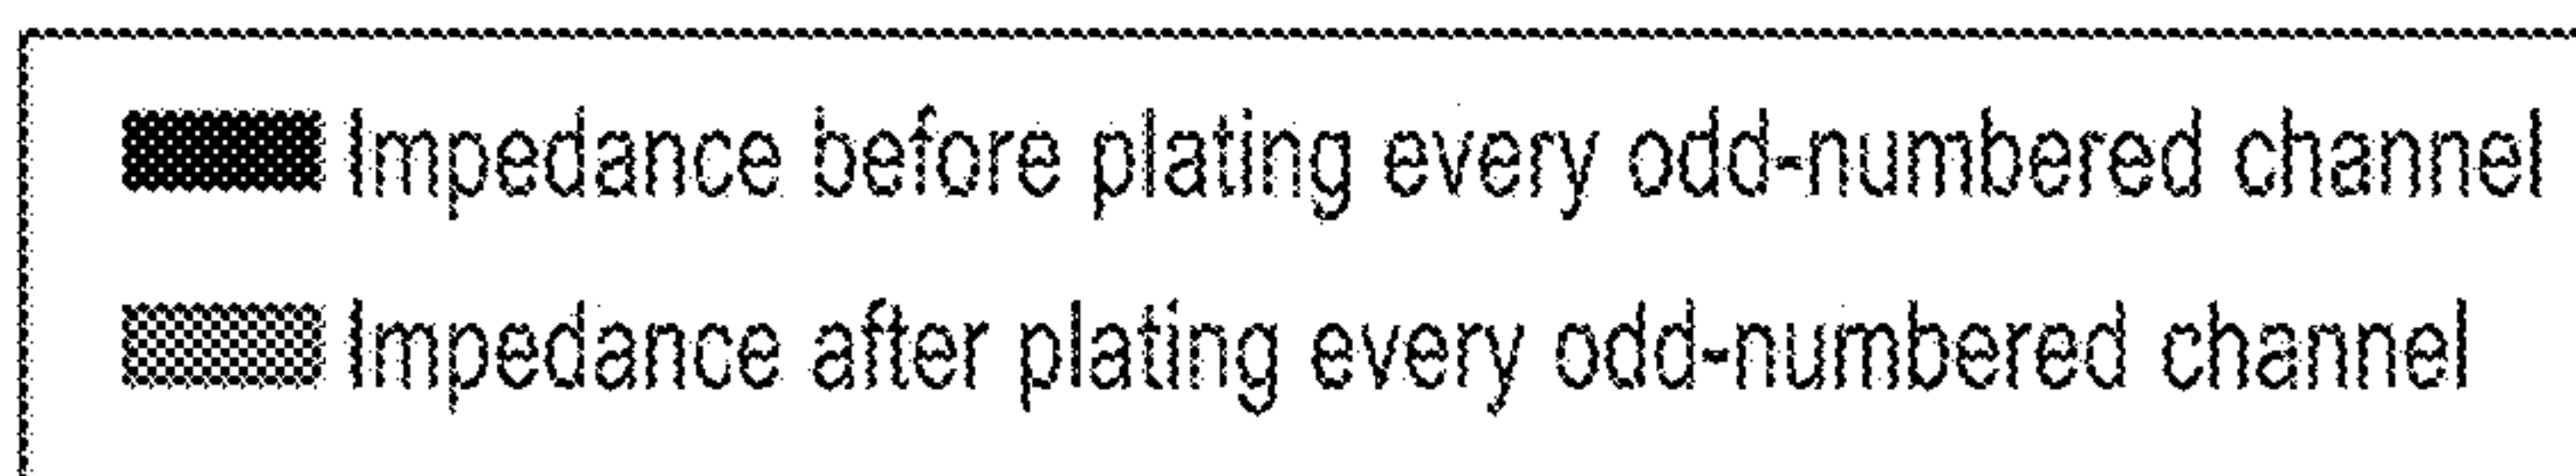 Impedance before plating every odd-numbered channel
Impedance after plating every odd-numbered channel